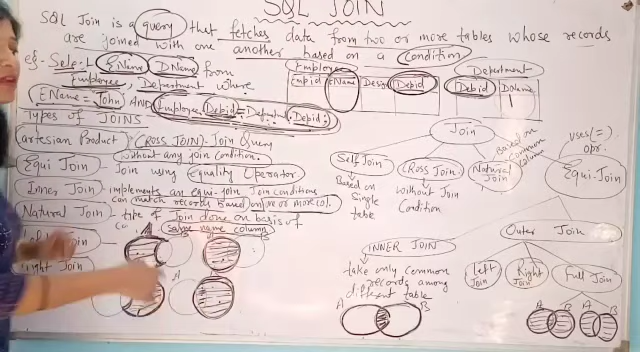 SQL JOIN
SQL Join is a query that fetches data from two or more tables whose records
are joined with one another based on a Condition
eg- Select EName DName from
Employee, Department where
EName = John AND Employee. Debid = Department. Debid;
Employee
Empid EName Desig Debid
Department
Debid DName
Types of JOINS
Cartesian Product (CROSS JOIN)- Join Query
without any join condition.
Equi Join Join using Equality Operator
Inner Join implements an equi-join Join conditions
can match records based on one or more (o).
Natural Join - type of Join done on basis of
same name column
Right Join
Join
Self Join
Based on
Single
table
CROSS JOIN
without Join
Condition
Natural
Join
Based on
Common
Column
uses(=)
opr.
Equi-Join
INNER JOIN
take only common
records among
different table
A B
Outer Join
Left
Join
Right
Join
Full Join
A B A B
A
A